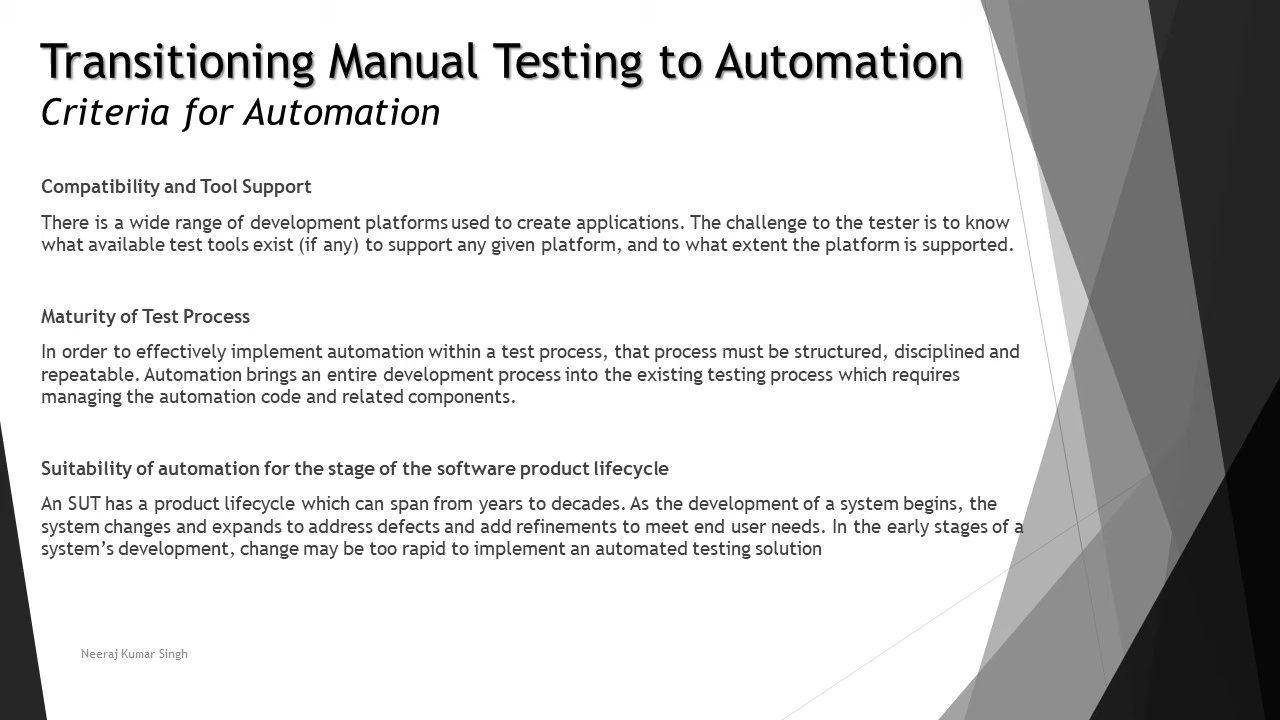 Transitioning Manual Testing to Automation
Criteria for Automation
Compatibility and Tool Support
There is a wide range of development platforms used to create applications. The challenge to the tester is to know
what available test tools exist (if any) to support any given platform, and to what extent the platform is supported.
Maturity of Test Process
In order to effectively implement automation within a test process, that process must be structured, disciplined and
repeatable. Automation brings an entire development process into the existing testing process which requires
managing the automation code and related components.
Suitability of automation for the stage of the software product lifecycle
An SUT has a product lifecycle which can span from years to decades. As the development of a system begins, the
system changes and expands to address defects and add refinements to meet end user needs. In the early stages of a
system’s development, change may be too rapid to implement an automated testing solution
Neeraj Kumar Singh